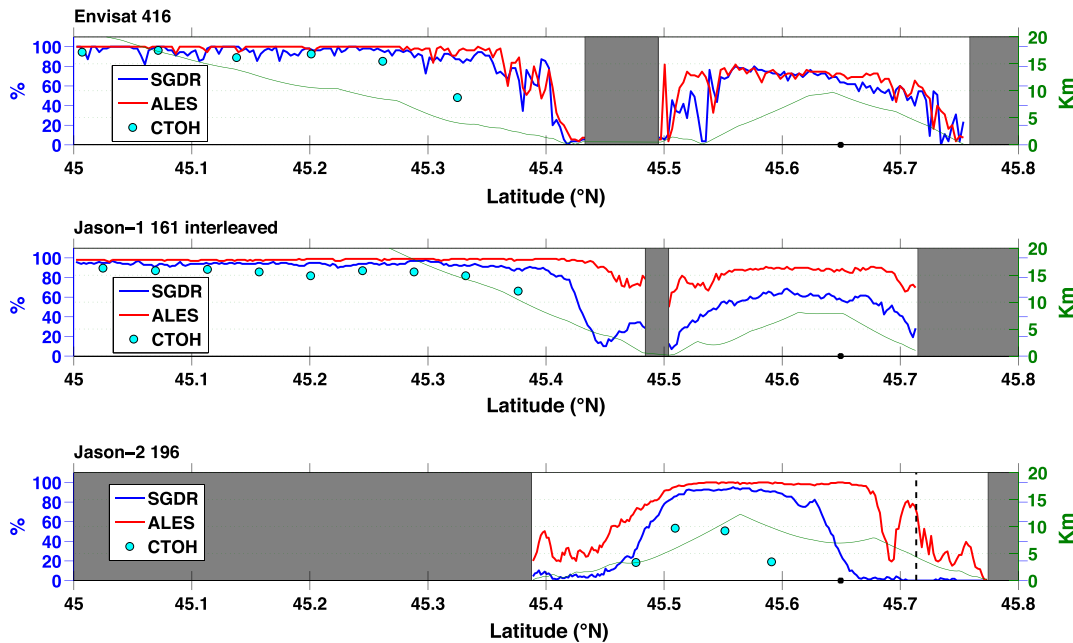 Envisat 416
100
80
60
40
20
0
%
SGDR
ALES
CTOH
20
15
10
5
0
Km
45 45.1 45.2 45.3 45.4 45.5 45.6 45.7 45.8
Latitude (°N)
Jason–1 161 interleaved
100
80
60
40
20
0
%
SGDR
ALES
CTOH
20
15
10
5
0
Km
45 45.1 45.2 45.3 45.4 45.5 45.6 45.7 45.8
Latitude (°N)
Jason–2 196
100
80
60
40
20
0
%
SGDR
ALES
CTOH
20
15
10
5
0
Km
45 45.1 45.2 45.3 45.4 45.5 45.6 45.7 45.8
Latitude (°N)